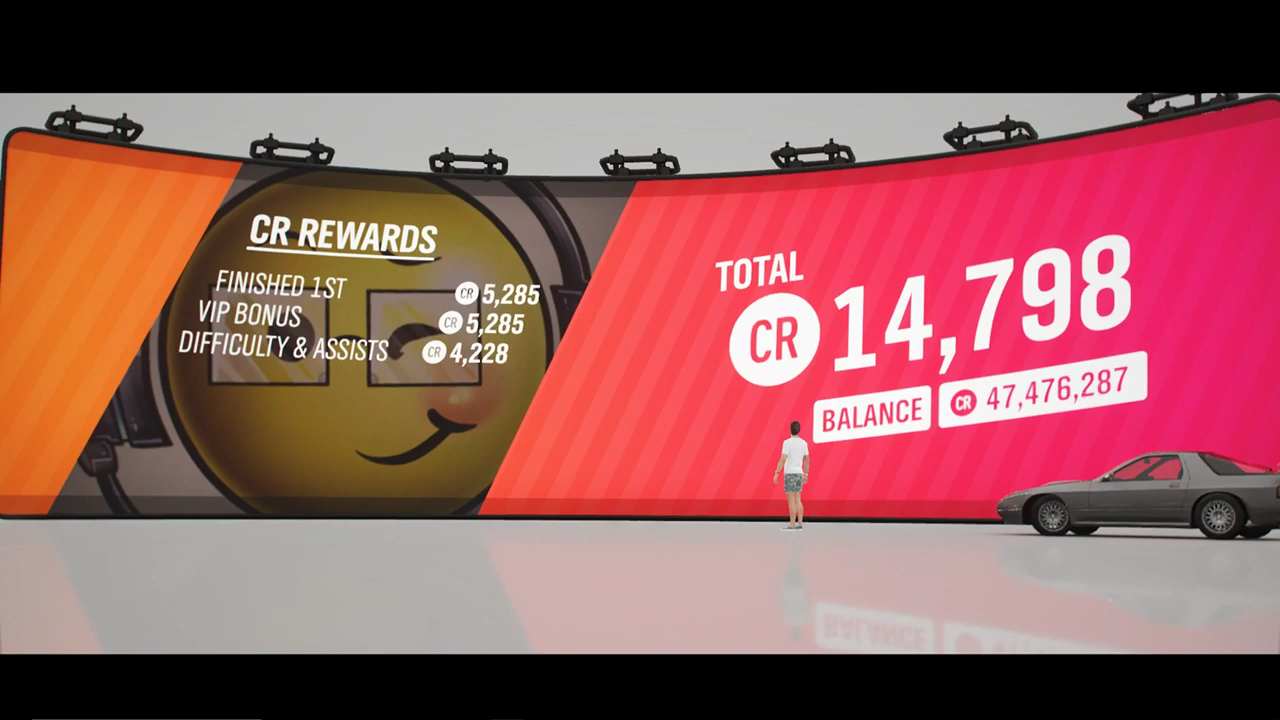 CR REWARDS
FINISHED 1ST CR 5,285
VIP BONUS CR 5,285
DIFFICULTY & ASSISTS CR 4,228
TOTAL
CR 14,798
BALANCE CR 47,476,287